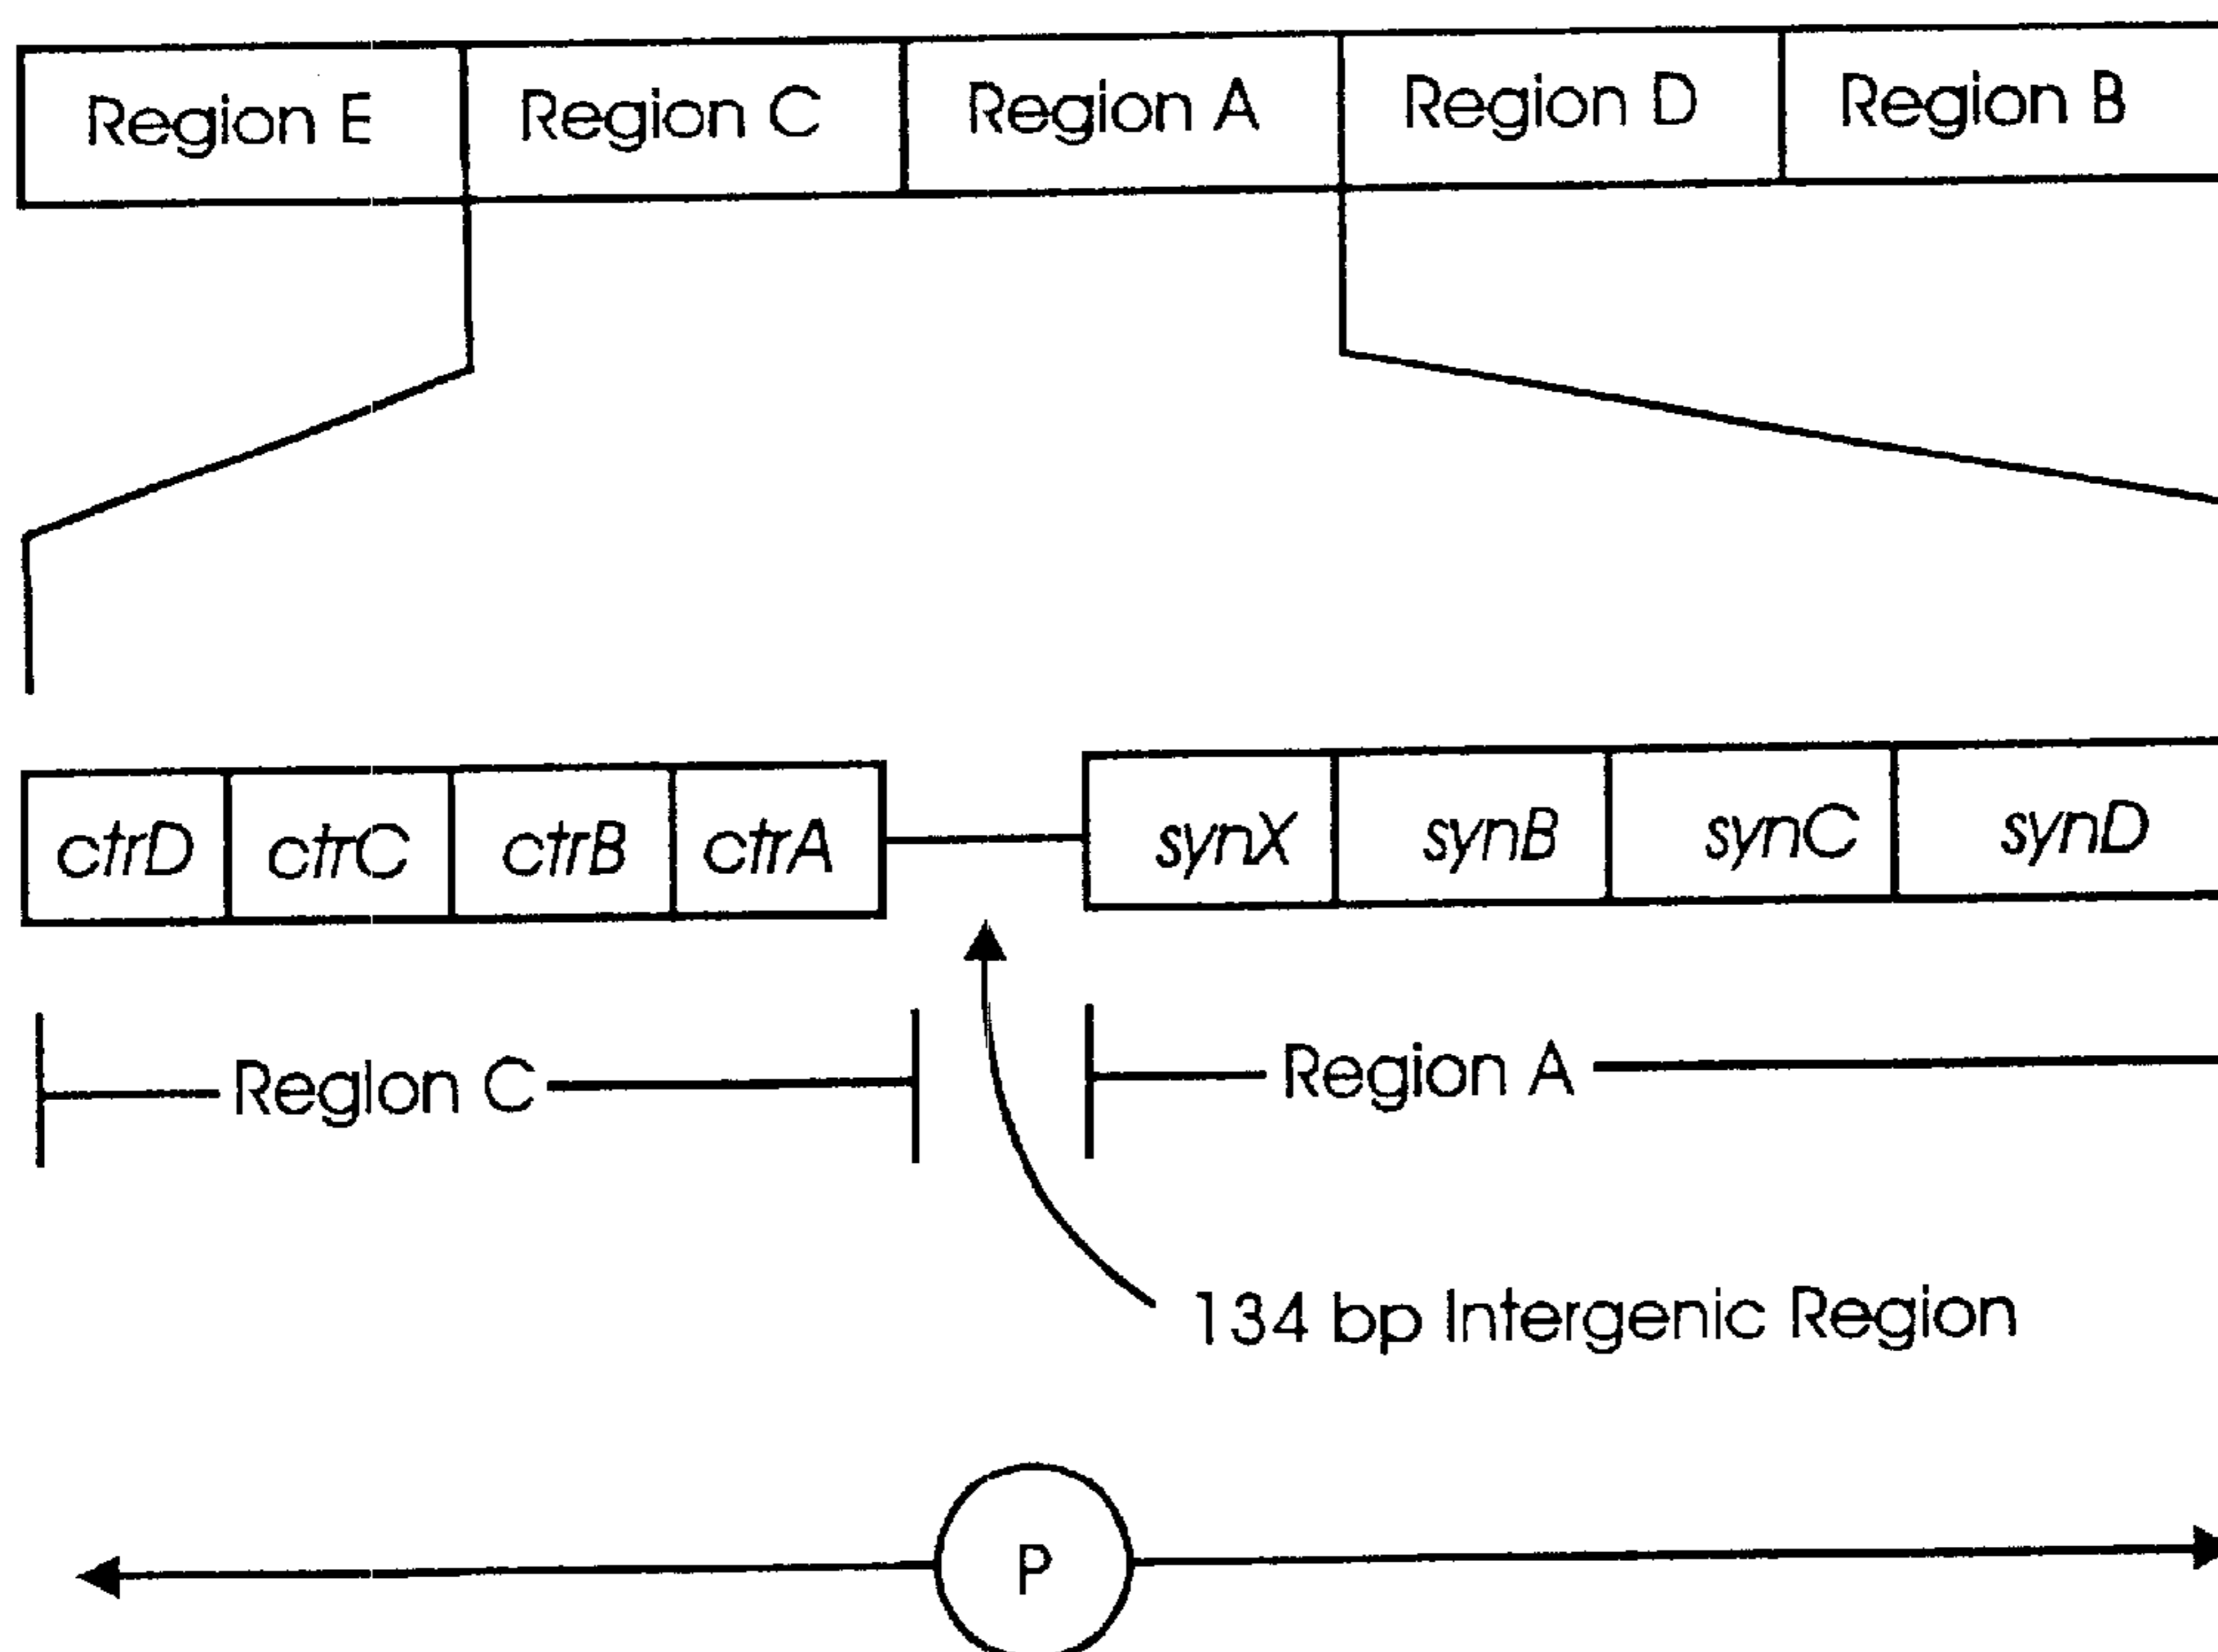 Region E Region C Region A Region D Region B
ctrD ctrC ctrB ctrA synX synB synC synD
Region C Region A
134 bp Intergenic Region
P